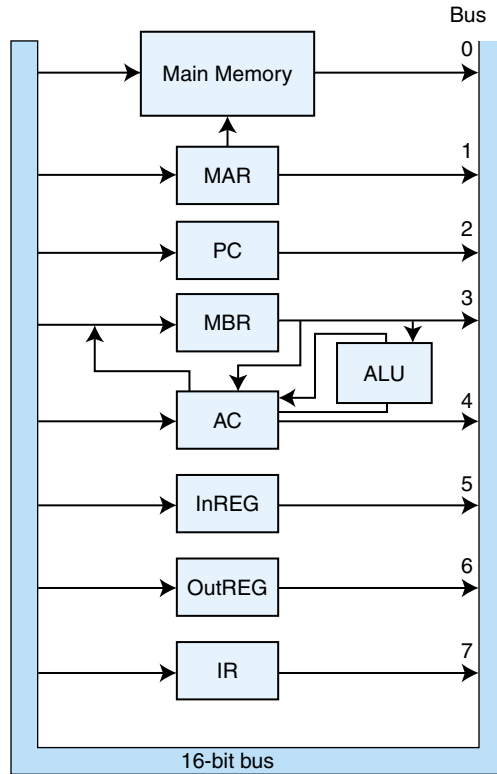 Bus
0
Main Memory
1
MAR
2
PC
3
MBR
ALU
4
AC
5
InREG
6
OutREG
7
IR
16-bit bus